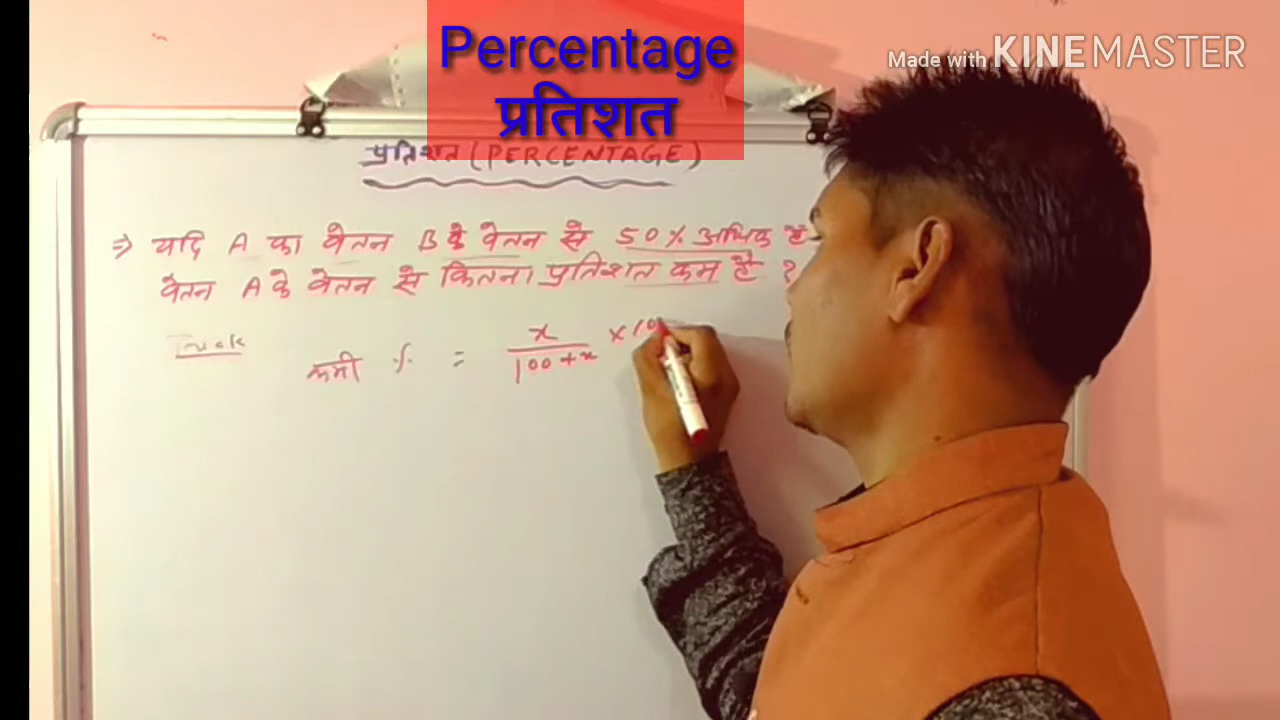 Percentage
प्रतिशत
Made with KINEMASTER
प्रतिशत (PERCENTAGE)
⇒ यदि A का वेतन B के वेतन से 50% अधिक है
वेतन A के वेतन से कितना प्रतिशत कम है ?
Trick
कमी % = x / 100 + x × 10